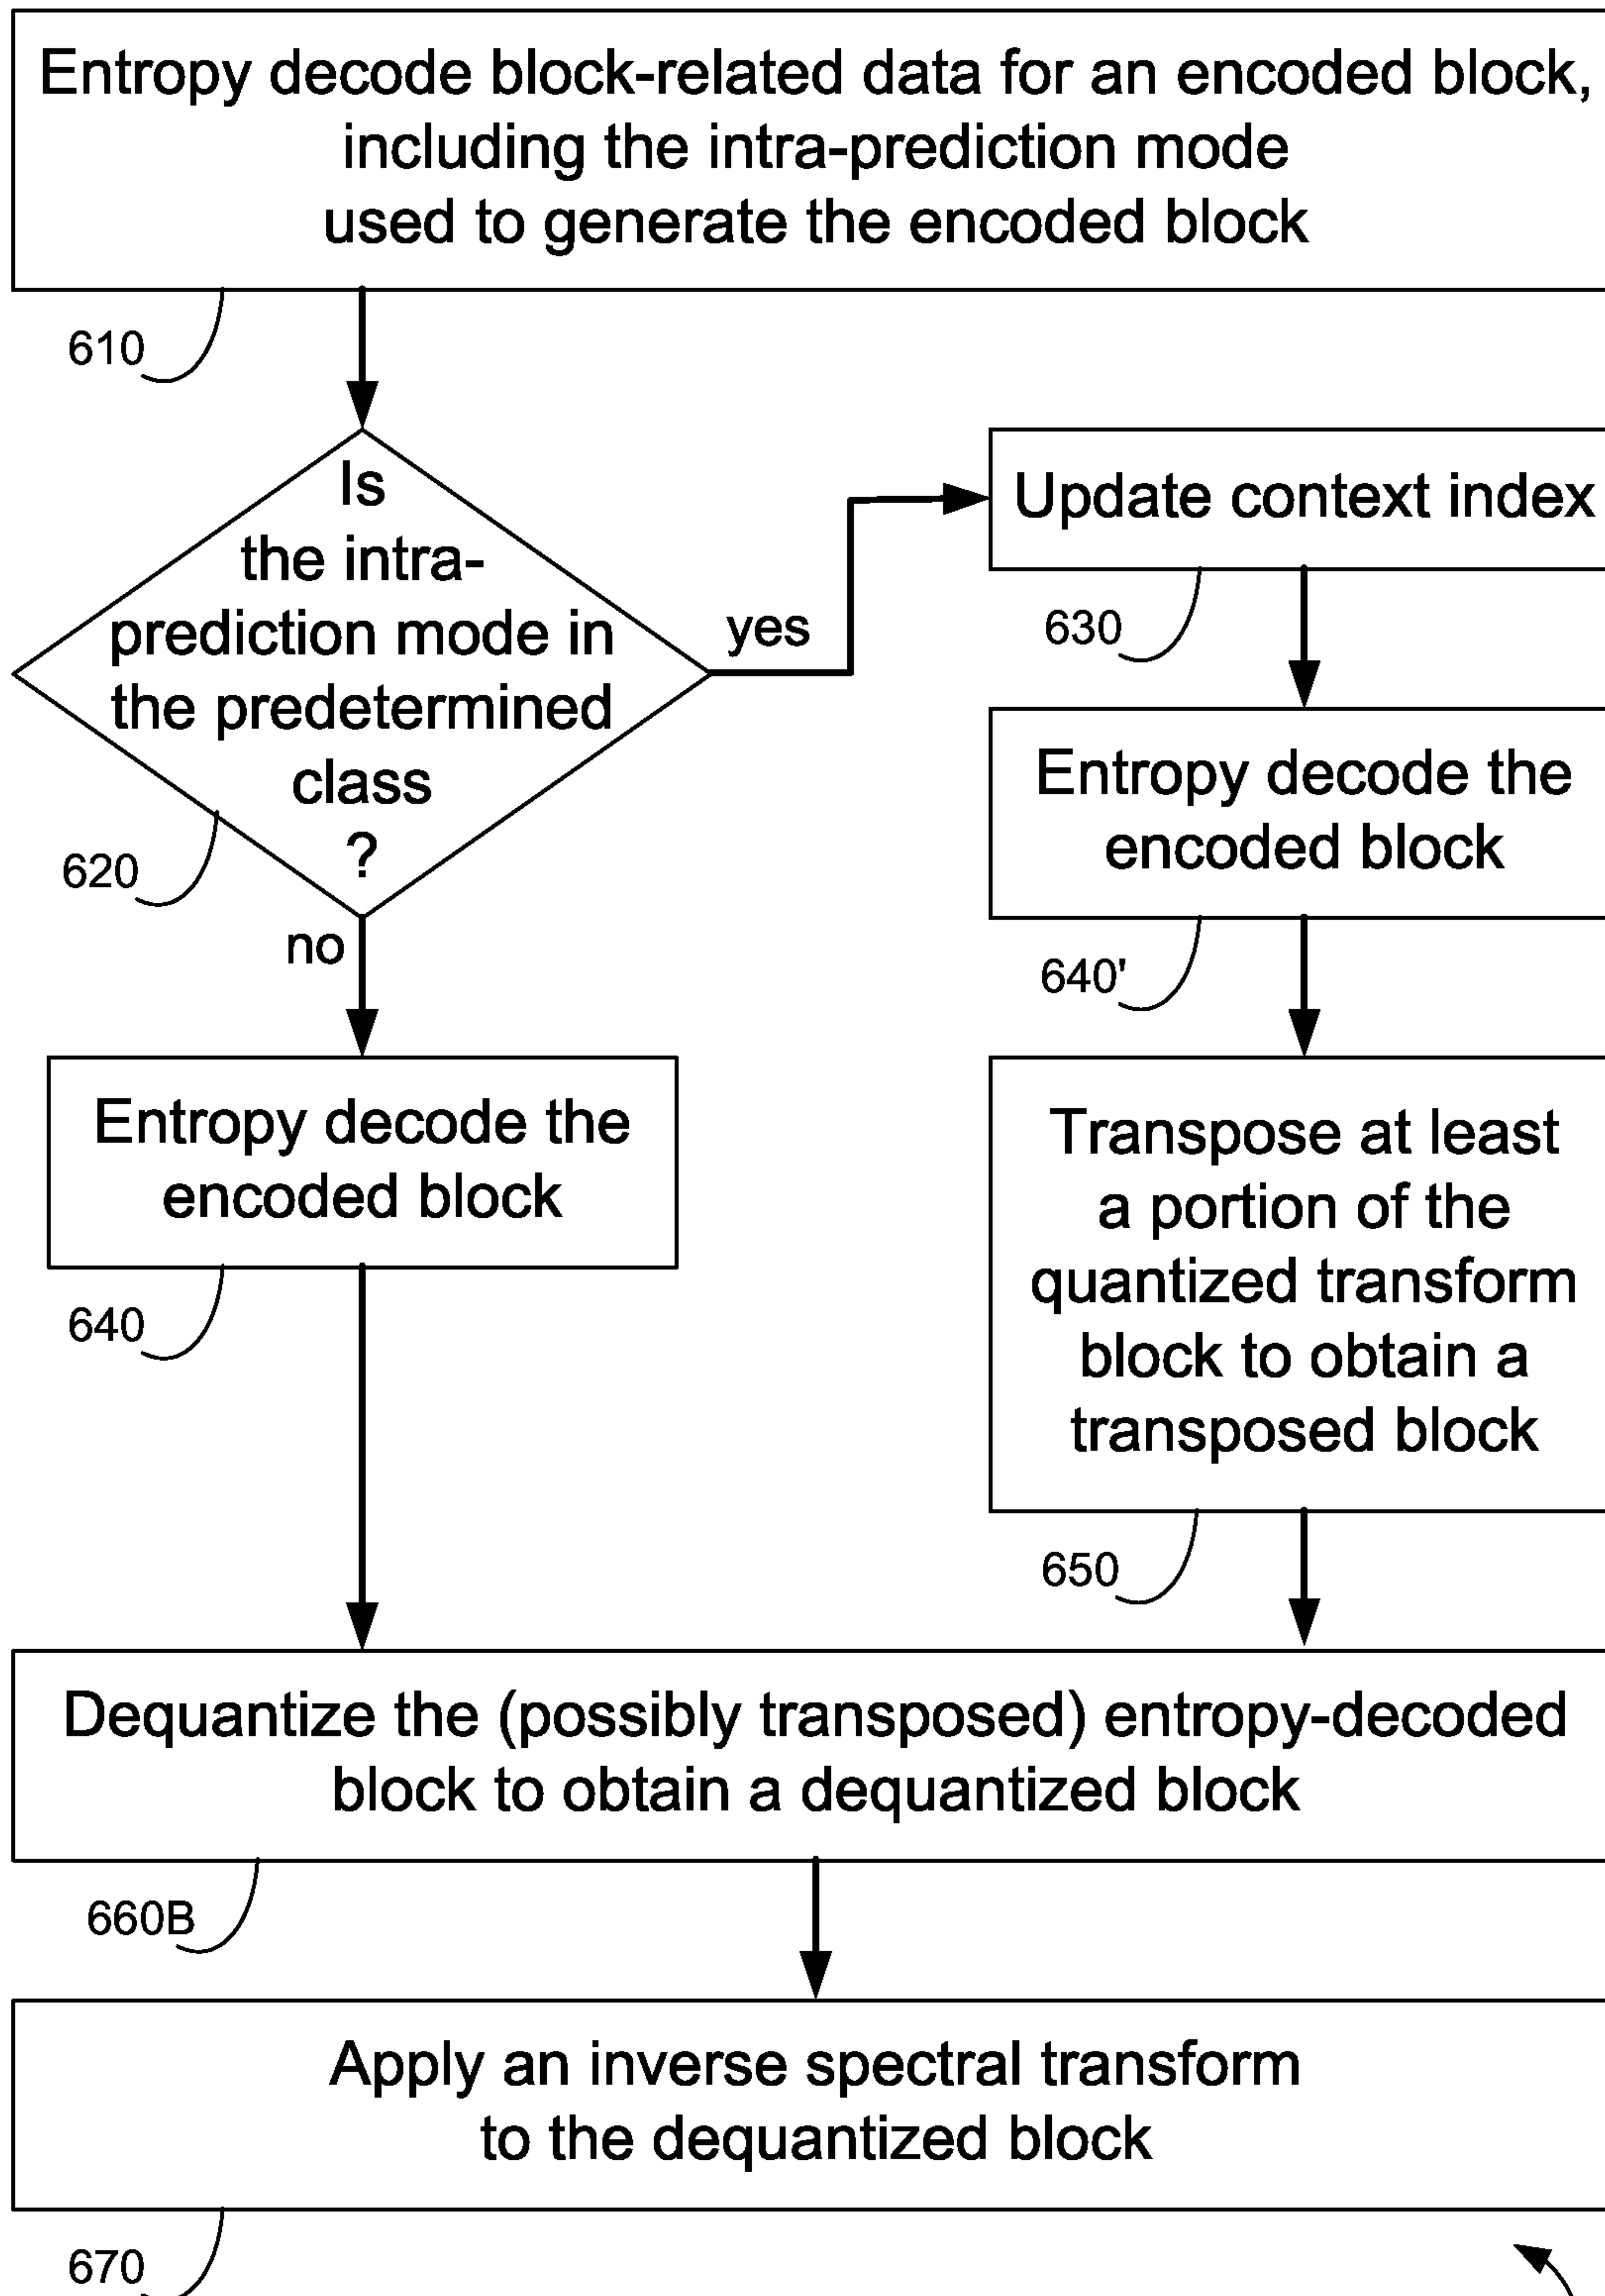 Entropy decode block-related data for an encoded block,
including the intra-prediction mode
used to generate the encoded block
610
Is
the intra-
prediction mode in
the predetermined
class
?
620
yes
no
Update context index
630
Entropy decode the
encoded block
640'
Entropy decode the
encoded block
640
Transpose at least
a portion of the
quantized transform
block to obtain a
transposed block
650
Dequantize the (possibly transposed) entropy-decoded
block to obtain a dequantized block
660B
Apply an inverse spectral transform
to the dequantized block
670